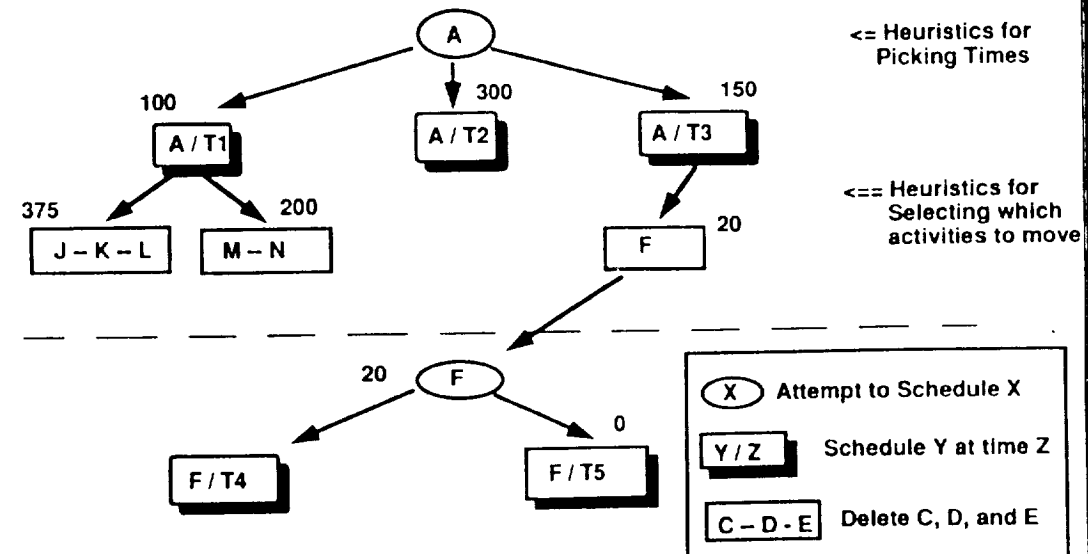 A
<= Heuristics for
Picking Times
100
300
150
A / T1
A / T2
A / T3
<== Heuristics for
Selecting which
activities to move
375
200
20
J – K – L
M – N
F
20
F
0
F / T4
F / T5
X Attempt to Schedule X
Y / Z Schedule Y at time Z
C – D - E Delete C, D, and E